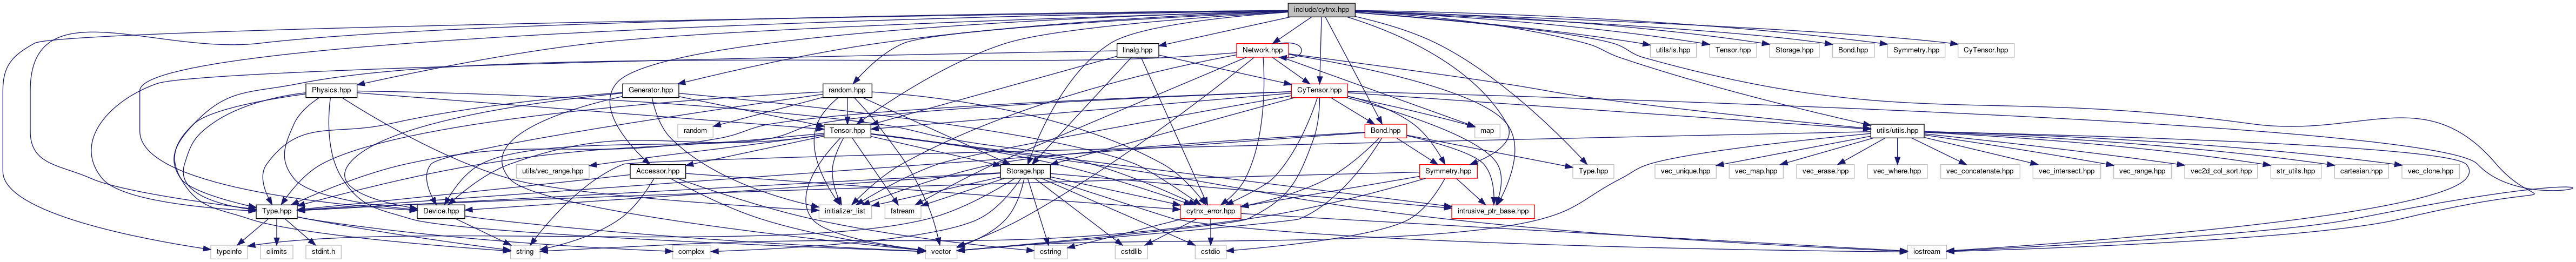 include/cytnx.hpp
linalg.hpp
Network.hpp
utils/is.hpp
Tensor.hpp
Storage.hpp
Bond.hpp
Symmetry.hpp
CyTensor.hpp
Physics.hpp
Generator.hpp
random.hpp
CyTensor.hpp
random
Tensor.hpp
map
Bond.hpp
utils/utils.hpp
utils/vec_range.hpp
Accessor.hpp
Storage.hpp
Symmetry.hpp
Type.hpp
vec_unique.hpp
vec_map.hpp
vec_erase.hpp
vec_where.hpp
vec_concatenate.hpp
vec_intersect.hpp
vec_range.hpp
vec2d_col_sort.hpp
str_utils.hpp
cartesian.hpp
vec_clone.hpp
Type.hpp
Device.hpp
initializer_list
fstream
cytnx_error.hpp
intrusive_ptr_base.hpp
typeinfo
climits
stdint.h
string
complex
vector
cstring
cstdlib
cstdio
iostream